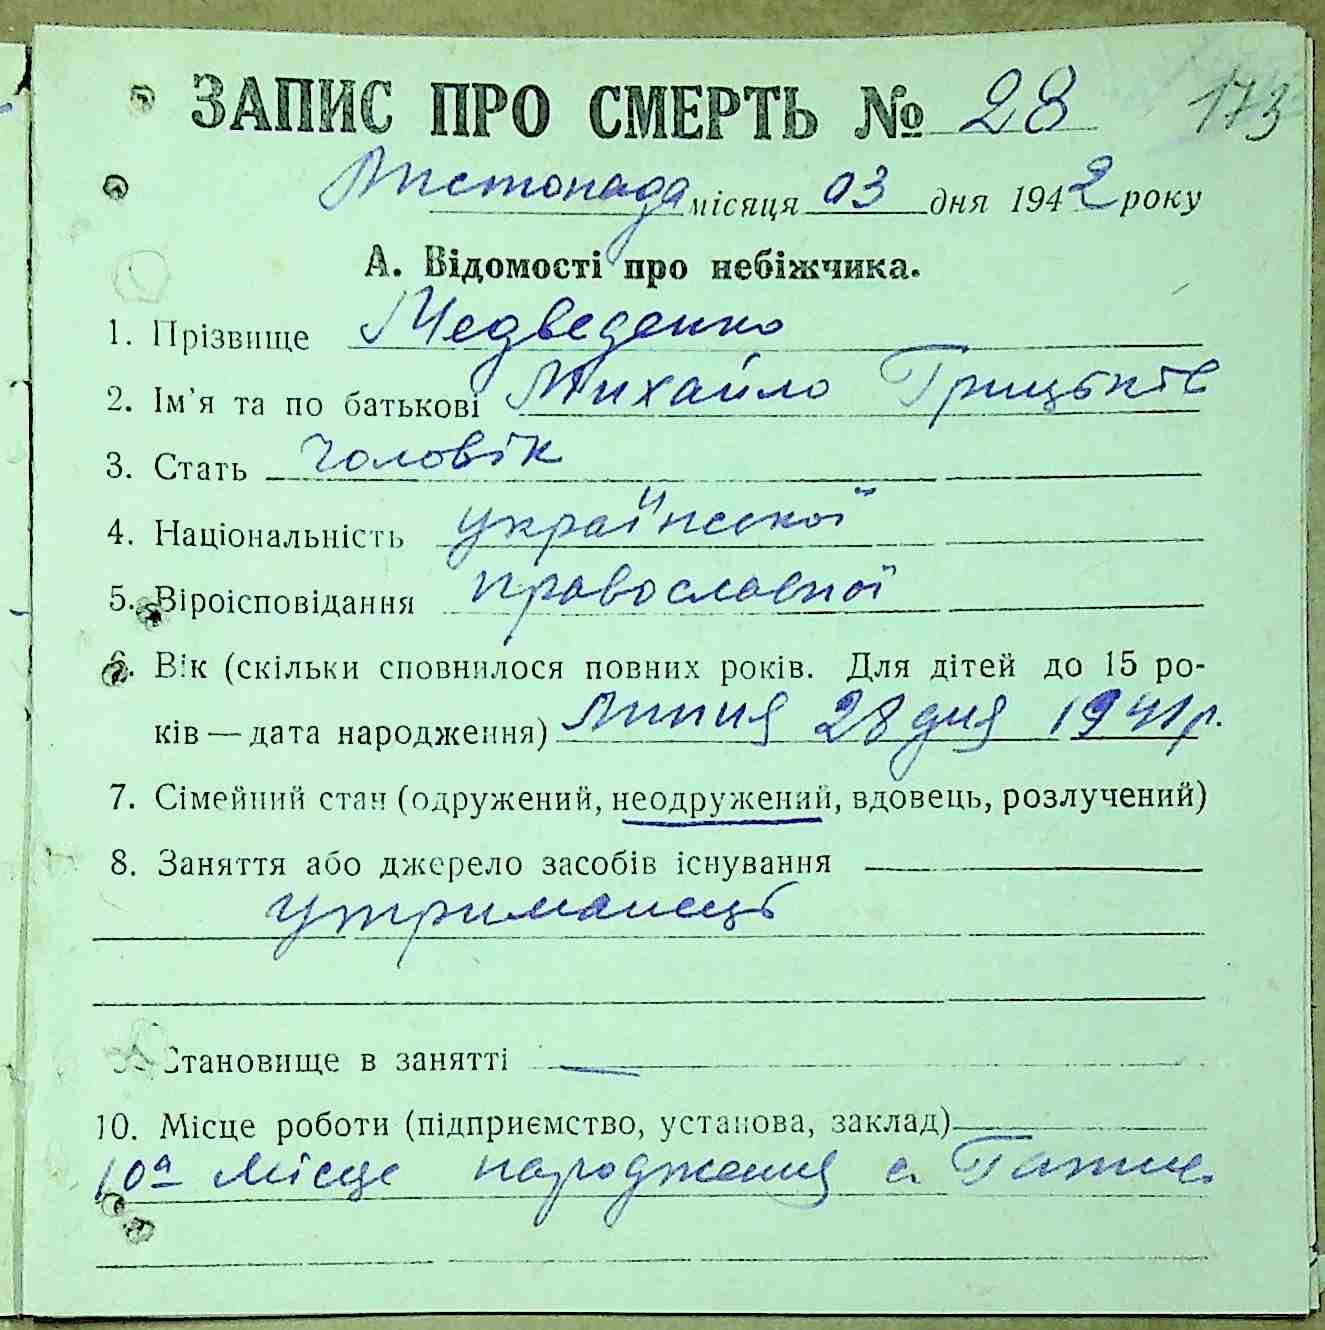 ЗАПИС ПРО СМЕРТЬ № 28 173
Листопада місяця 03 дня 1942 року
А. Відомості про небіжчика.
1. Прізвище Медведенко
2. Ім'я та по батькові Михайло Грицьків
3. Стать Чоловік
4. Національність української
5. Віроісповідання православної
6. Вік (скільки сповнилося повних років. Для дітей до 15 ро-
ків — дата народження) Липня 28 дня 1941 р.
7. Сімейний стан (одружений, неодружений, вдовець, розлучений)
8. Заняття або джерело засобів існування
утриманець
Становище в занятті —
10. Місце роботи (підприємство, установа, заклад)
10а Місце народження с. Гатне